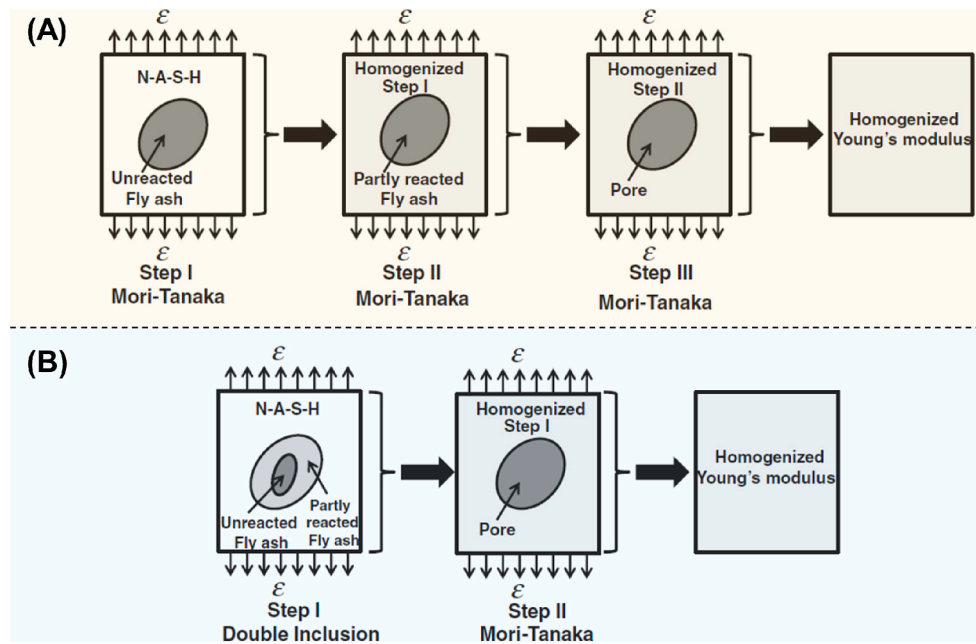 (A)
ε ε ε
N-A-S-H
Unreacted
Fly ash
Homogenized
Step I
Partly reacted
Fly ash
Homogenized
Step II
Pore
Homogenized
Young's modulus
ε ε ε
Step I
Mori-Tanaka
Step II
Mori-Tanaka
Step III
Mori-Tanaka
(B)
ε ε
N-A-S-H
Unreacted
Fly ash
Partly
reacted
Fly ash
Homogenized
Step I
Pore
Homogenized
Young's modulus
ε ε
Step I
Double Inclusion
Step II
Mori-Tanaka